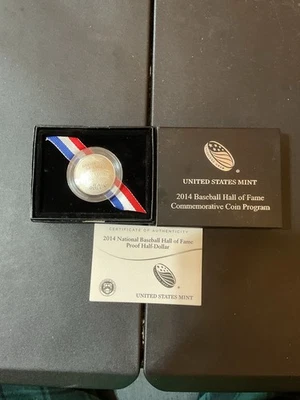 UNITED STATES MINT
2014 Baseball Hall of Fame
Commemorative Coin Program
CERTIFICATE OF AUTHENTICITY
2014 National Baseball Hall of Fame
Proof Half-Dollar
UNITED STATES MINT